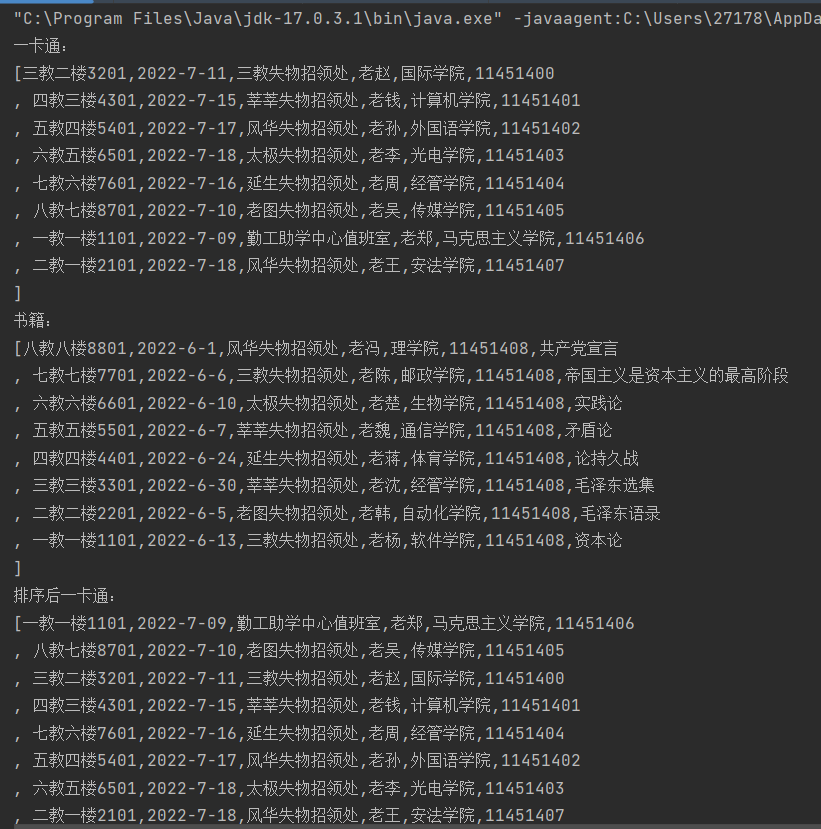 "C:\Program Files\Java\jdk-17.0.3.1\bin\java.exe" -javaagent:C:\Users\27178\AppDa
一卡通:
[三教二楼3201,2022-7-11,三教失物招领处,老赵,国际学院,11451400
, 四教三楼4301,2022-7-15,莘莘失物招领处,老钱,计算机学院,11451401
, 五教四楼5401,2022-7-17,风华失物招领处,老孙,外国语学院,11451402
, 六教五楼6501,2022-7-18,太极失物招领处,老李,光电学院,11451403
, 七教六楼7601,2022-7-16,延生失物招领处,老周,经管学院,11451404
, 八教七楼8701,2022-7-10,老图失物招领处,老吴,传媒学院,11451405
, 一教一楼1101,2022-7-09,勤工助学中心值班室,老郑,马克思主义学院,11451406
, 二教一楼2101,2022-7-18,风华失物招领处,老王,安法学院,11451407
]
书籍:
[八教八楼8801,2022-6-1,风华失物招领处,老冯,理学院,11451408,共产党宣言
, 七教七楼7701,2022-6-6,三教失物招领处,老陈,邮政学院,11451408,帝国主义是资本主义的最高阶段
, 六教六楼6601,2022-6-10,太极失物招领处,老楚,生物学院,11451408,实践论
, 五教五楼5501,2022-6-7,莘莘失物招领处,老魏,通信学院,11451408,矛盾论
, 四教四楼4401,2022-6-24,延生失物招领处,老蒋,体育学院,11451408,论持久战
, 三教三楼3301,2022-6-30,莘莘失物招领处,老沈,经管学院,11451408,毛泽东选集
, 二教二楼2201,2022-6-5,老图失物招领处,老韩,自动化学院,11451408,毛泽东语录
, 一教一楼1101,2022-6-13,三教失物招领处,老杨,软件学院,11451408,资本论
]
排序后一卡通:
[一教一楼1101,2022-7-09,勤工助学中心值班室,老郑,马克思主义学院,11451406
, 八教七楼8701,2022-7-10,老图失物招领处,老吴,传媒学院,11451405
, 三教二楼3201,2022-7-11,三教失物招领处,老赵,国际学院,11451400
, 四教三楼4301,2022-7-15,莘莘失物招领处,老钱,计算机学院,11451401
, 七教六楼7601,2022-7-16,延生失物招领处,老周,经管学院,11451404
, 五教四楼5401,2022-7-17,风华失物招领处,老孙,外国语学院,11451402
, 六教五楼6501,2022-7-18,太极失物招领处,老李,光电学院,11451403
, 二教一楼2101,2022-7-18,风华失物招领处,老王,安法学院,11451407